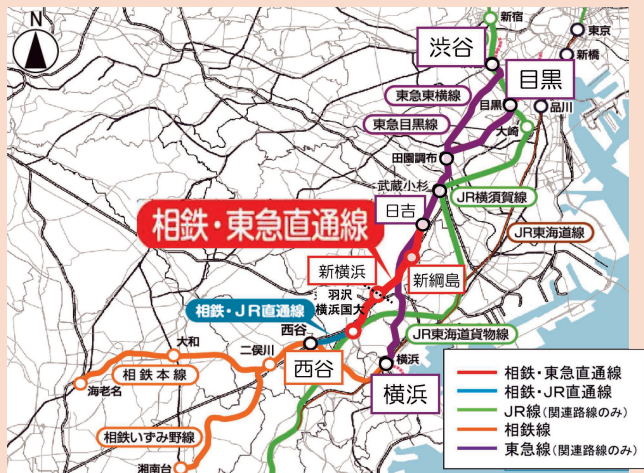 N
新宿
東京
新橋
渋谷
目黒
東急東横線
目黒
品川
東急目黒線
大崎
田園調布
武蔵小杉
JR横須賀線
日吉
相鉄・東急直通線
JR東海道線
新横浜
新綱島
羽沢
横浜国大
相鉄・JR直通線
JR東海道貨物線
西谷
大和
二俣川
西谷
横浜
相鉄本線
横浜
海老名
相鉄いずみ野線
湘南台
相鉄・東急直通線
相鉄・JR直通線
JR線(関連路線のみ)
相鉄線
東急線(関連路線のみ)